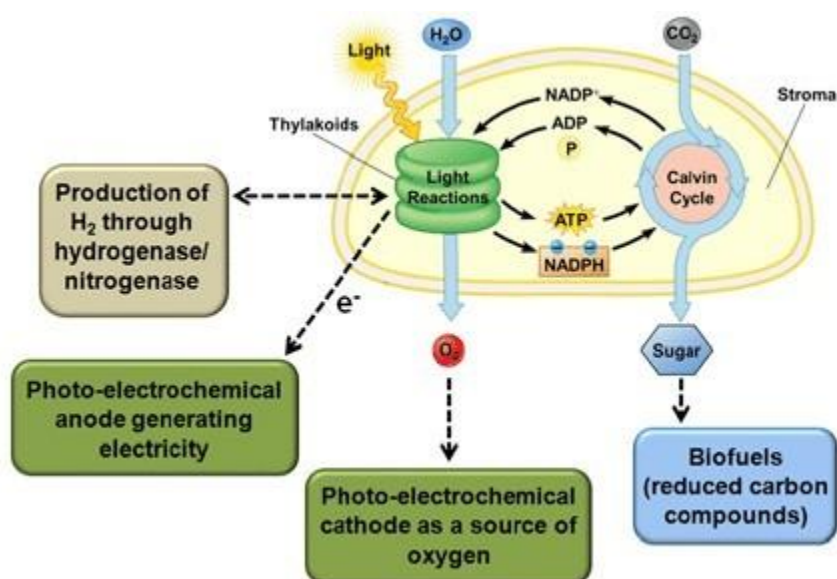 Light
H₂O
CO₂
Stroma
NADP⁺
ADP
P
Thylakoids
Light
Reactions
Calvin
Cycle
ATP
NADPH
Production of
H₂ through
hydrogenase/
nitrogenase
e⁻
O₂
Sugar
Photo-electrochemical
anode generating
electricity
Biofuels
(reduced carbon
compounds)
Photo-electrochemical
cathode as a source of
oxygen